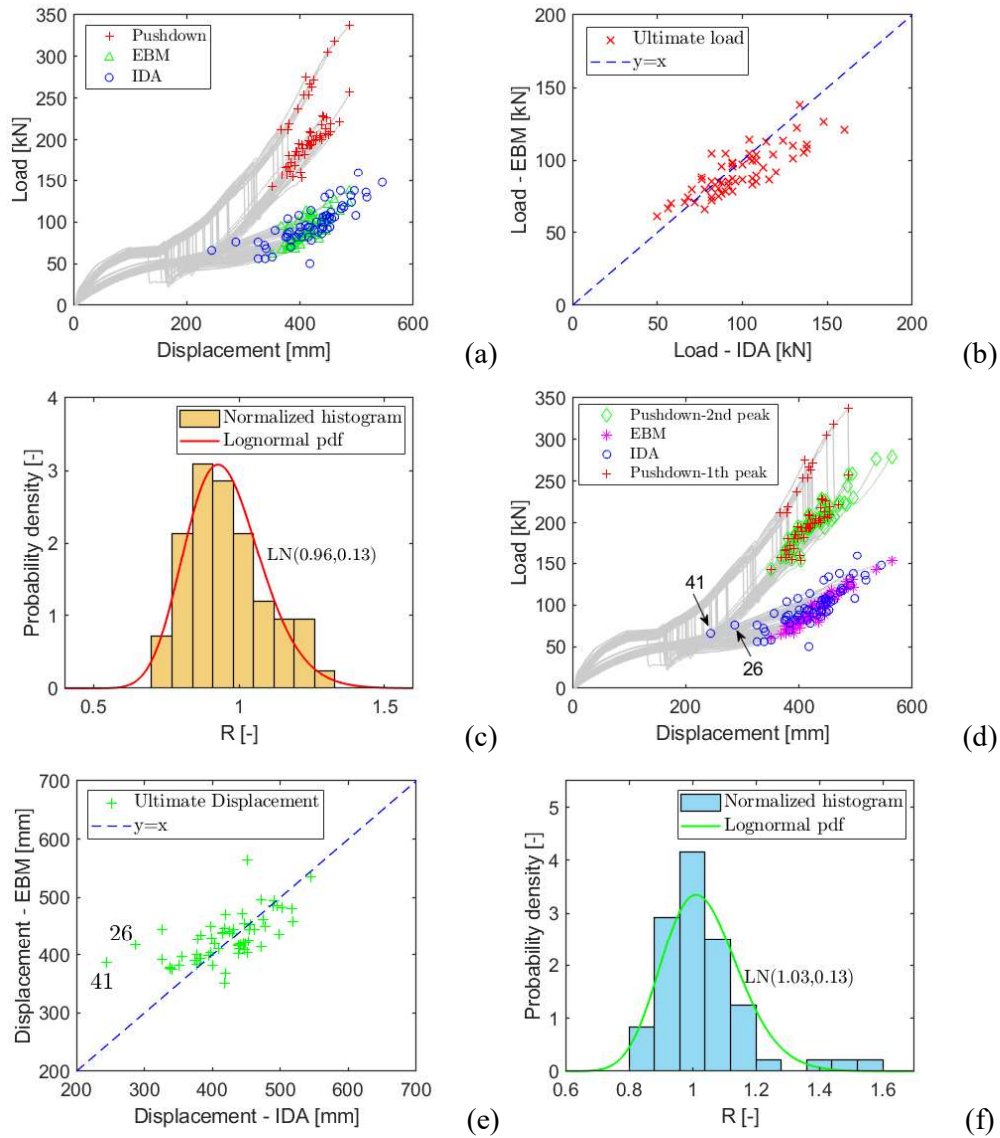 350
300
250
200
150
100
50
0
Load [kN]
Pushdown
EBM
IDA
0 200 400 600
Displacement [mm]
(a)
200
150
100
50
0
Load - EBM [kN]
Ultimate load
y=x
0 50 100 150 200
Load - IDA [kN]
(b)
4
3
2
1
0
Probability density [-]
Normalized histogram
Lognormal pdf
LN(0.96,0.13)
0.5 1 1.5
R [-]
(c)
350
300
250
200
150
100
50
0
Load [kN]
Pushdown-2nd peak
EBM
IDA
Pushdown-1th peak
41
26
0 200 400 600
Displacement [mm]
(d)
700
600
500
400
300
200
Displacement - EBM [mm]
Ultimate Displacement
y=x
26
41
200 300 400 500 600 700
Displacement - IDA [mm]
(e)
5
4
3
2
1
0
Probability density [-]
Normalized histogram
Lognormal pdf
LN(1.03,0.13)
0.6 0.8 1 1.2 1.4 1.6
R [-]
(f)